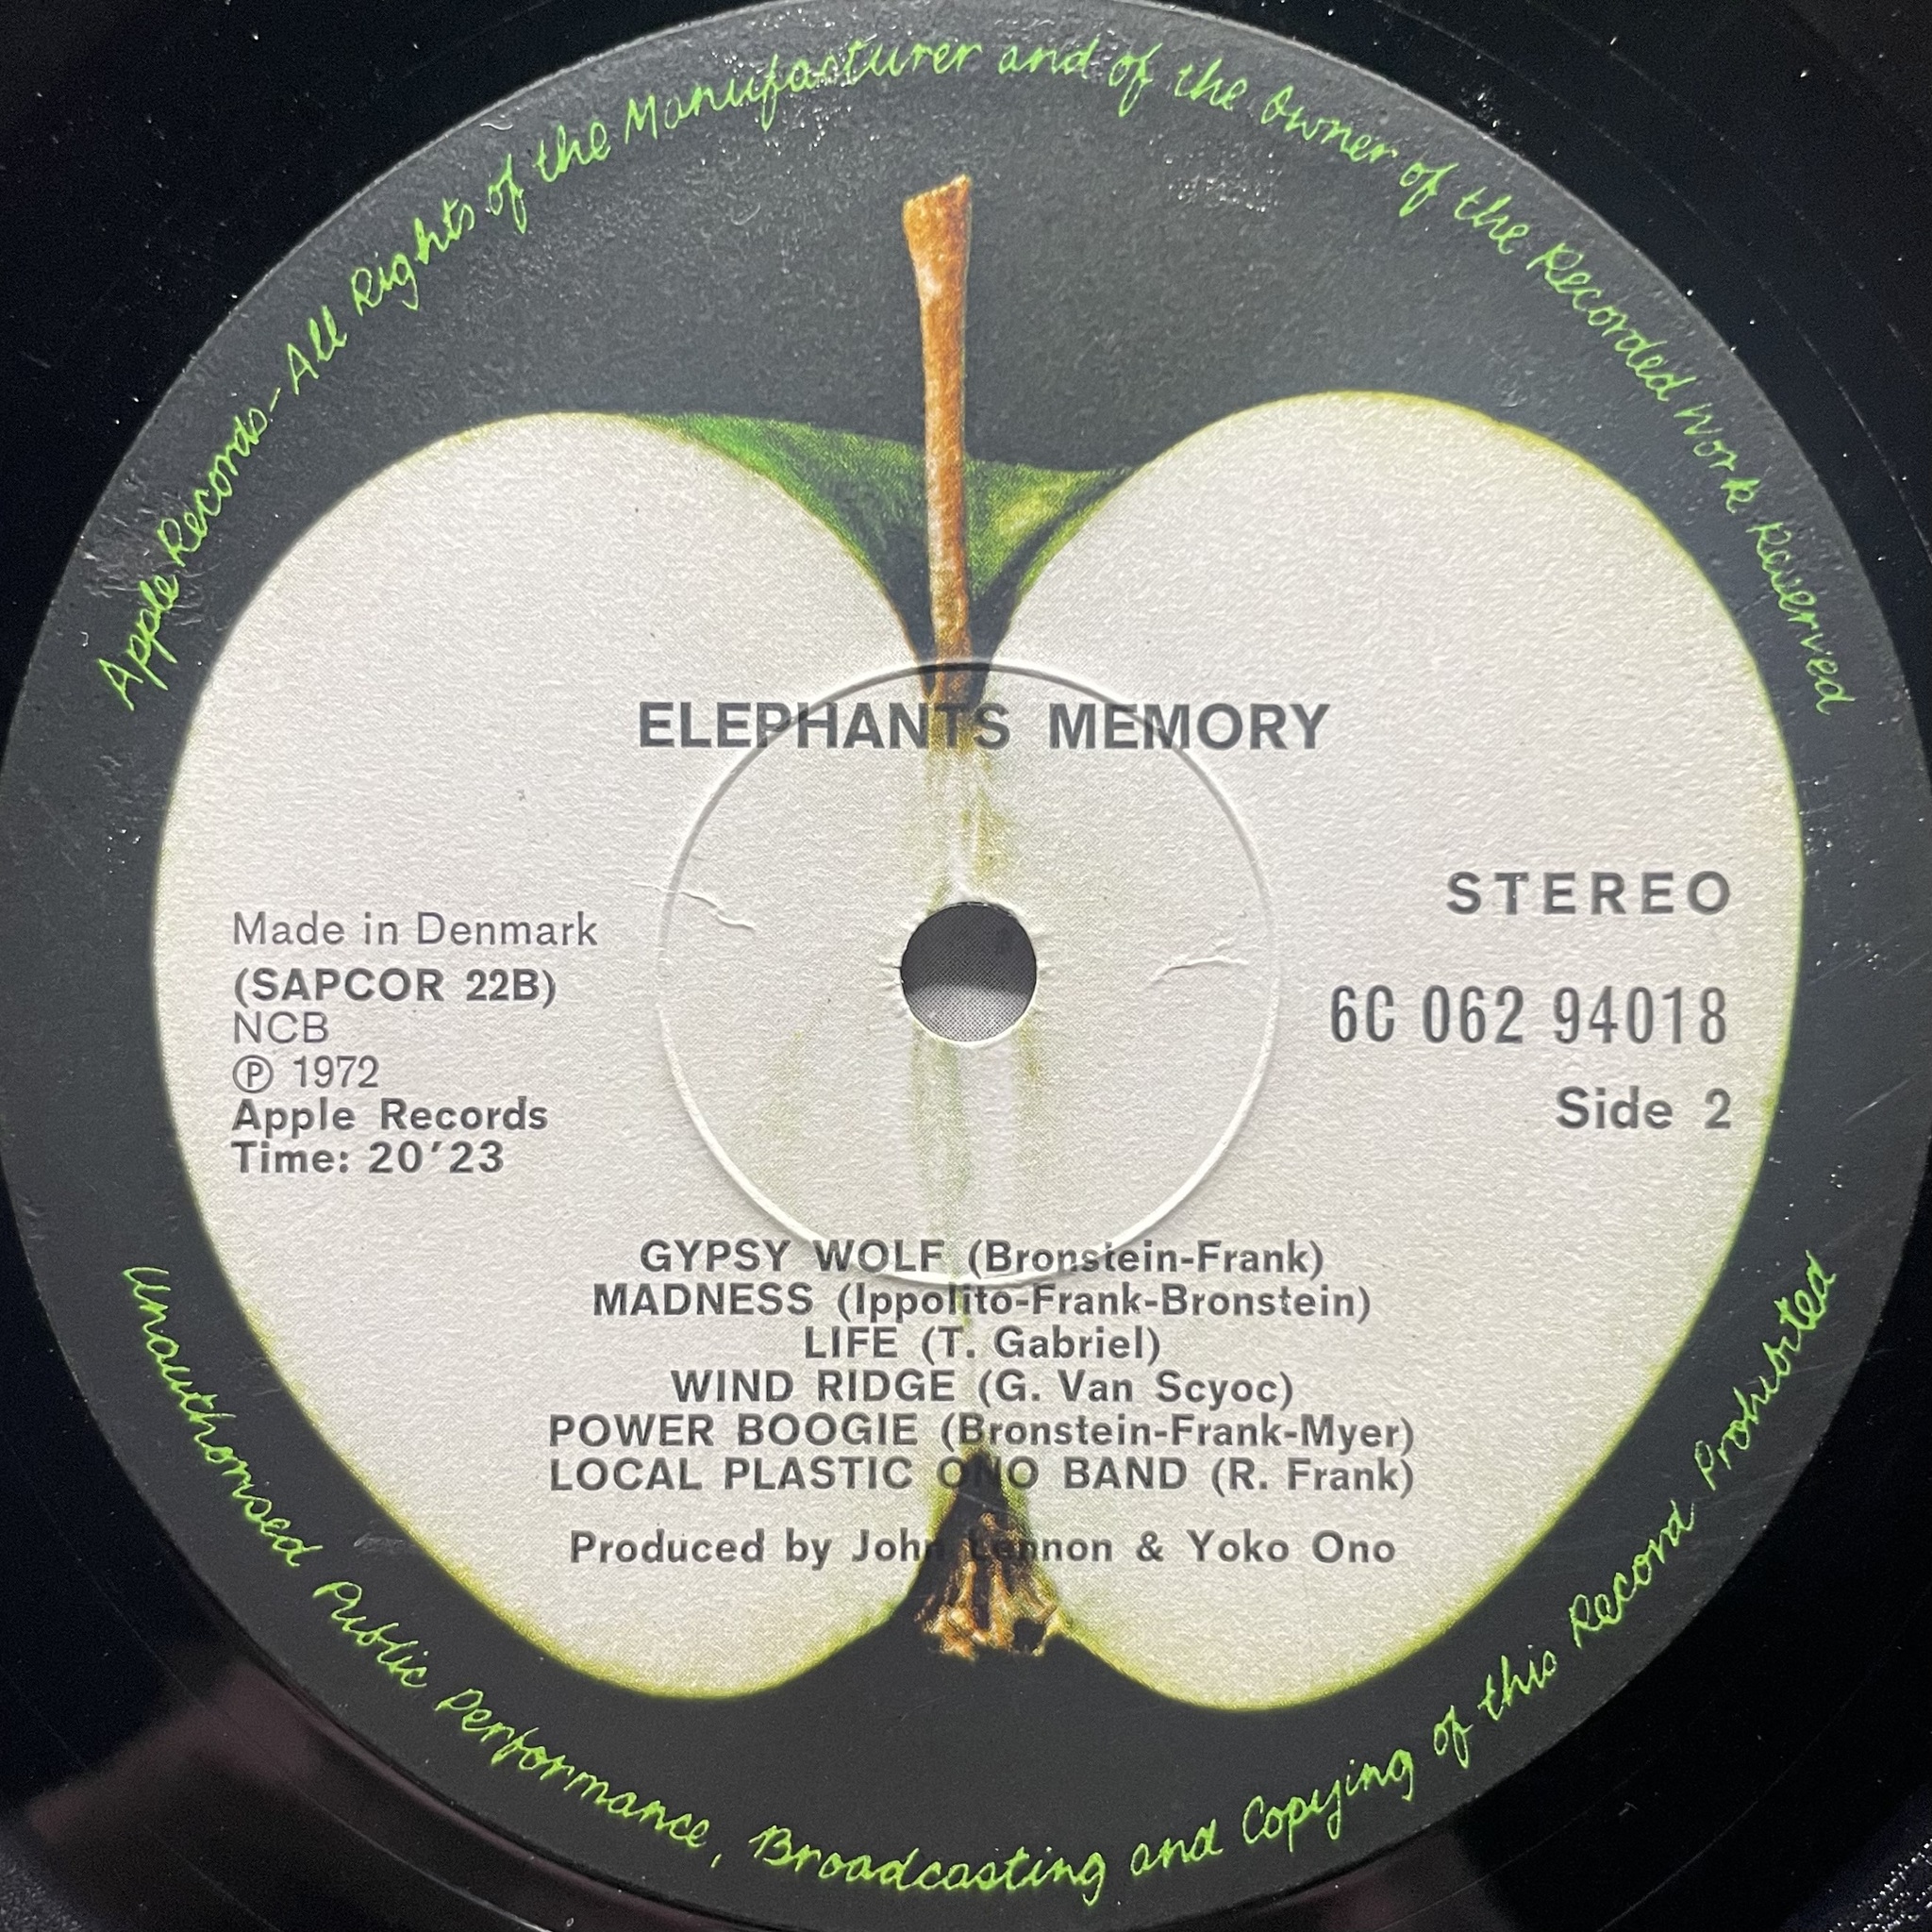 Apple Records - All Rights of the Manufacturer and of the Owner of the Recorded Work Reserved
ELEPHANTS MEMORY
STEREO
Made in Denmark
(SAPCOR 22B)
NCB
Ⓟ 1972
Apple Records
Time: 20'23
6C 062 94018
Side 2
GYPSY WOLF (Bronstein-Frank)
MADNESS (Ippolito-Frank-Bronstein)
LIFE (T. Gabriel)
WIND RIDGE (G. Van Scyoc)
POWER BOOGIE (Bronstein-Frank-Myer)
LOCAL PLASTIC ONO BAND (R. Frank)
Produced by John Lennon & Yoko Ono
Unauthorised Public Performance, Broadcasting and Copying of this Record Prohibited